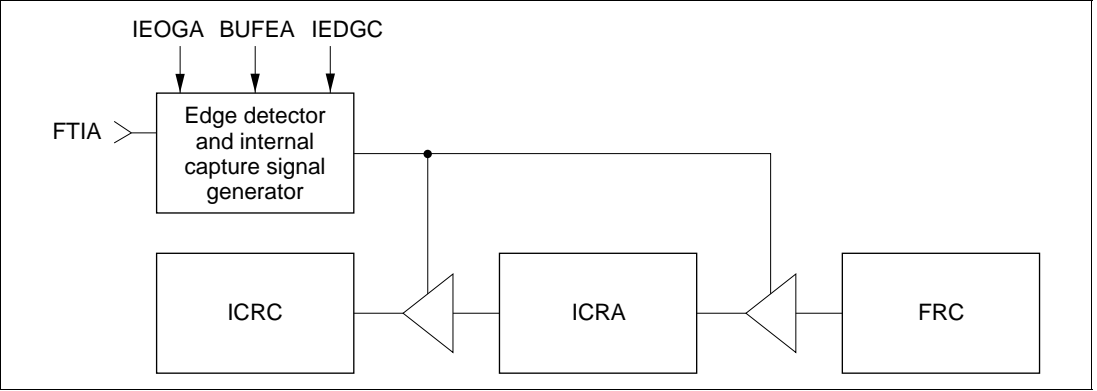 IEOGA BUFEA IEDGC
FTIA
Edge detector
and internal
capture signal
generator
ICRC
ICRA
FRC